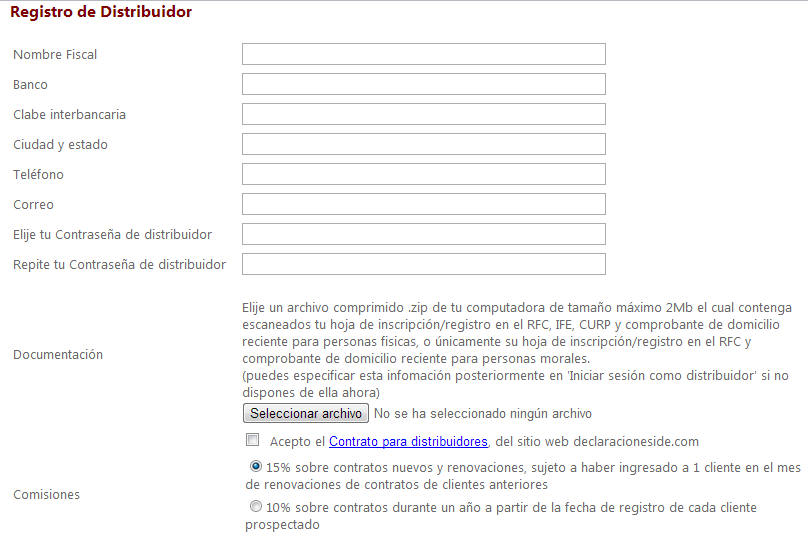 Registro de Distribuidor
Nombre Fiscal
Banco
Clabe interbancaria
Ciudad y estado
Teléfono
Correo
Elije tu Contraseña de distribuidor
Repite tu Contraseña de distribuidor
Documentación
Elije un archivo comprimido .zip de tu computadora de tamaño máximo 2Mb el cual contenga
escaneados tu hoja de inscripción/registro en el RFC, IFE, CURP y comprobante de domicilio
reciente para personas fisicas, o únicamente su hoja de inscripción/registro en el RFC y
comprobante de domicilio reciente para personas morales.
(puedes especificar esta infomación posteriormente en 'Iniciar sesión como distribuidor' si no
dispones de ella ahora)
Seleccionar archivo No se ha seleccionado ningún archivo
Acepto el Contrato para distribuidores, del sitio web declaracioneside.com
Comisiones
15% sobre contratos nuevos y renovaciones, sujeto a haber ingresado a 1 cliente en el mes
de renovaciones de contratos de clientes anteriores
10% sobre contratos durante un año a partir de la fecha de registro de cada cliente
prospectado